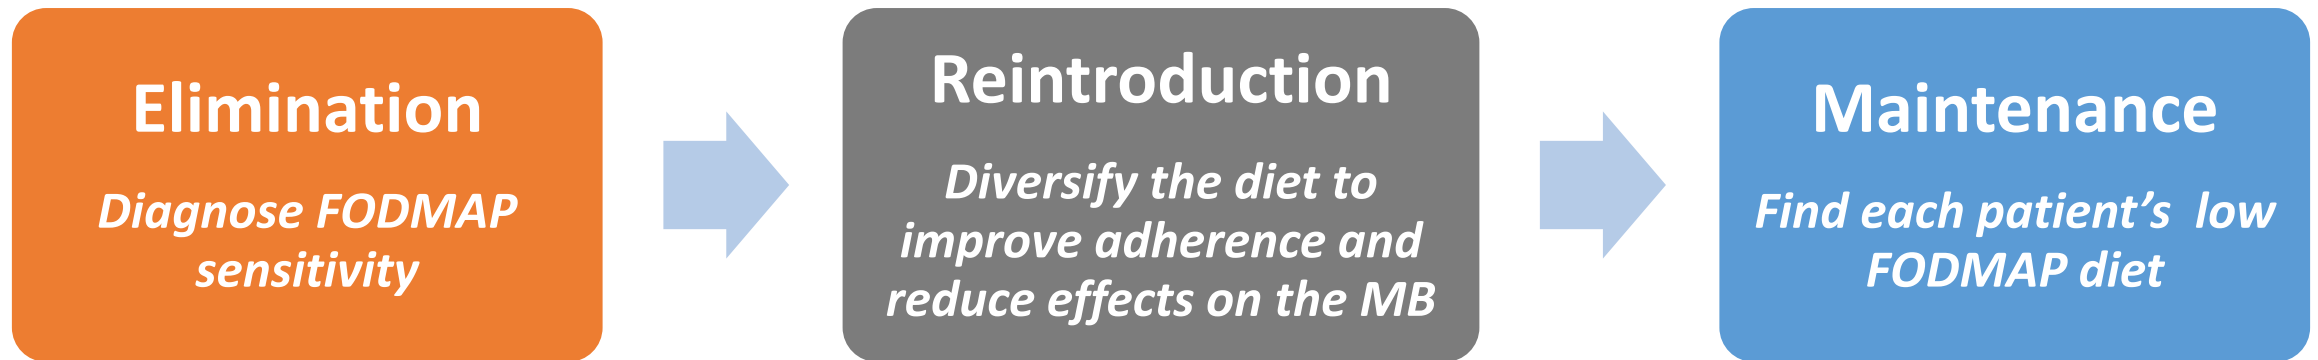 Elimination
Diagnose FODMAP
sensitivity
Reintroduction
Diversify the diet to
improve adherence and
reduce effects on the MB
Maintenance
Find each patient’s  low
FODMAP diet